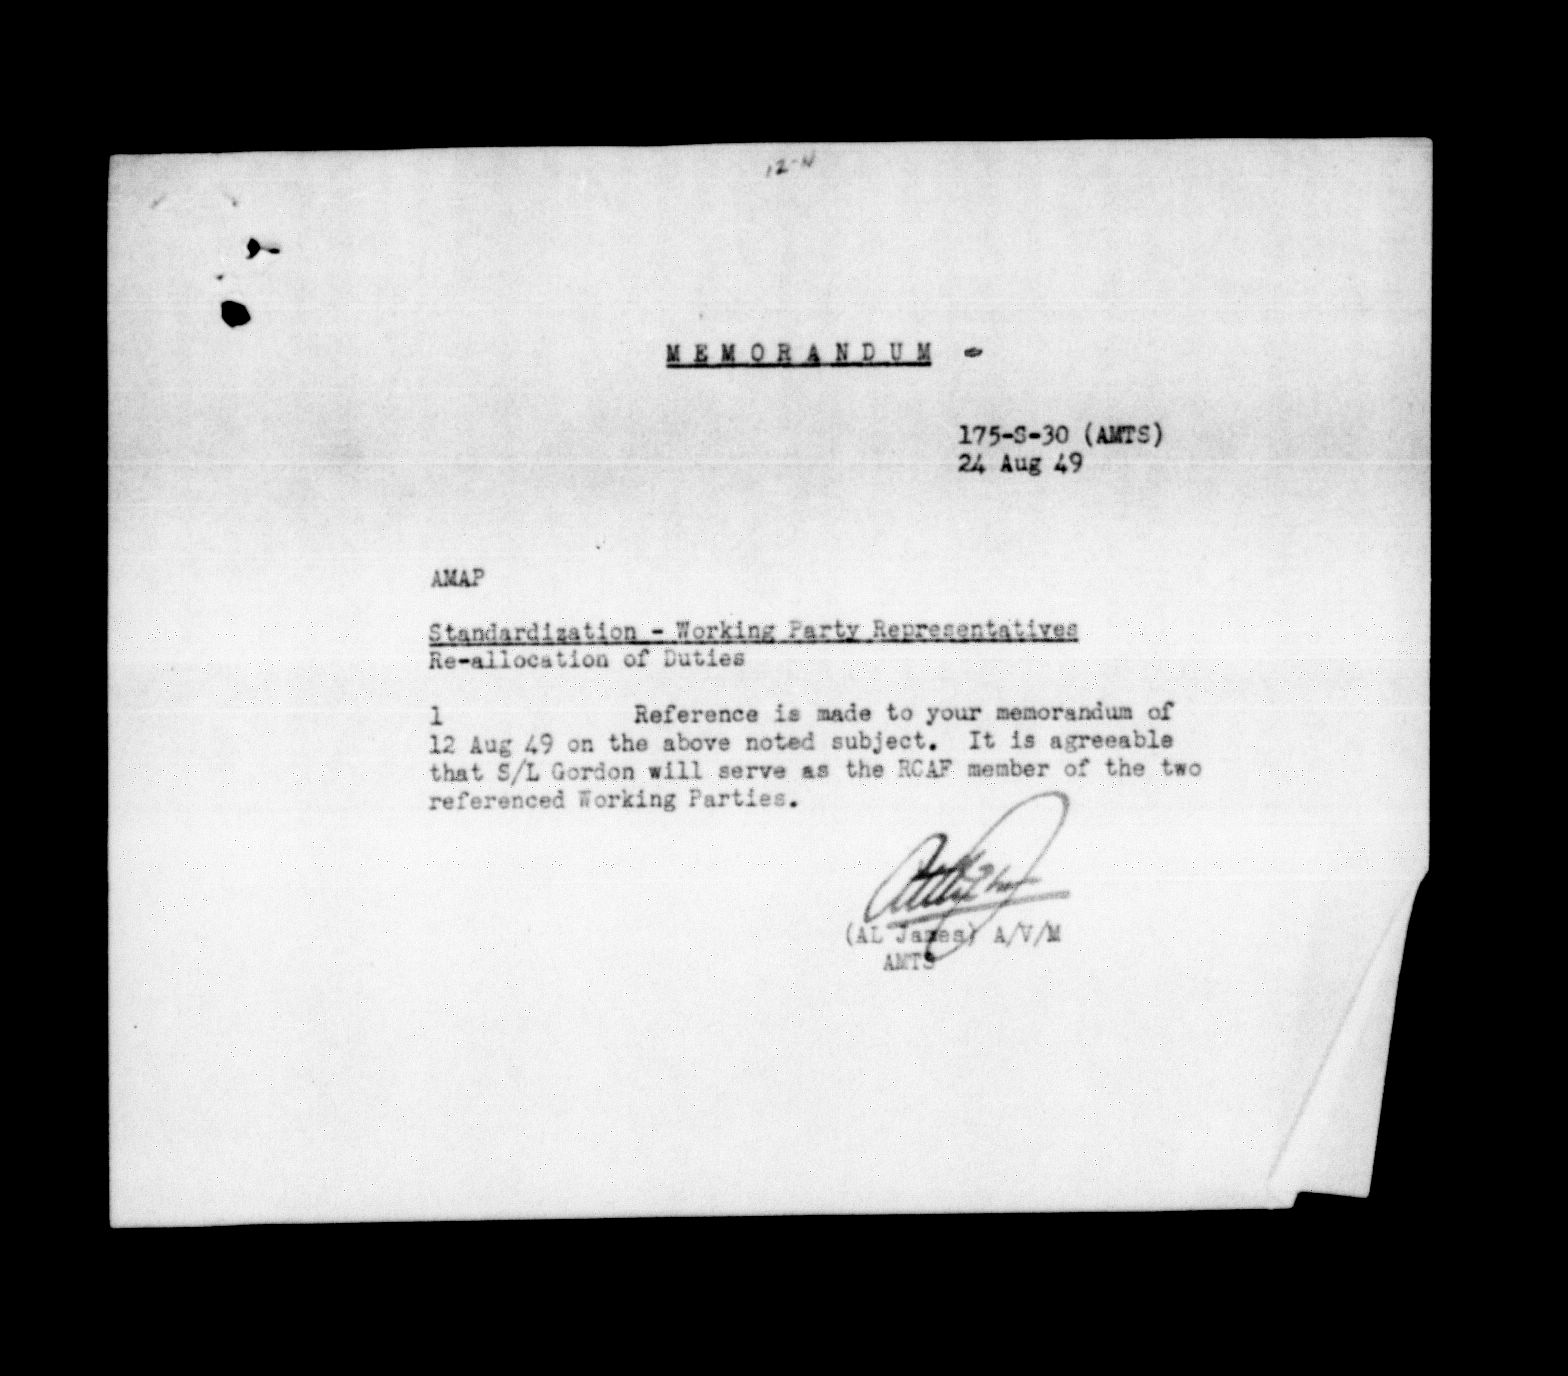 12-N
MEMORANDUM
175-S-30 (AMTS)
24 Aug 49
AMAP
Standardization - Working Party Representatives
Re-allocation of Duties
1 Reference is made to your memorandum of
12 Aug 49 on the above noted subject. It is agreeable
that S/L Gordon will serve as the RCAF member of the two
referenced Working Parties.
(AL James) A/V/M
AMTS